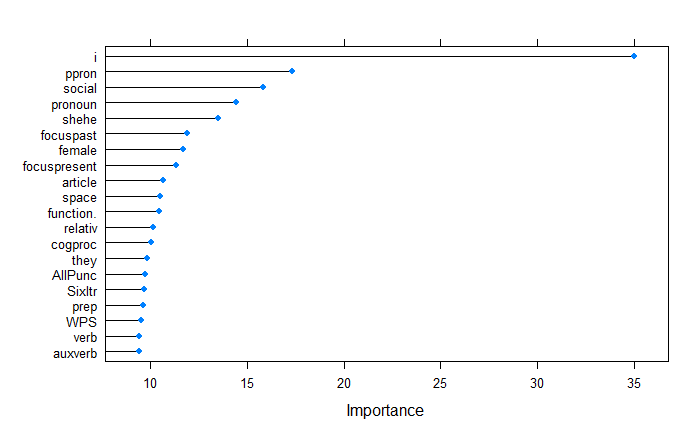 i
ppron
social
pronoun
shehe
focuspast
female
focuspresent
article
space
function.
relativ
cogproc
they
AllPunc
Sixltr
prep
WPS
verb
auxverb
10 15 20 25 30 35
Importance